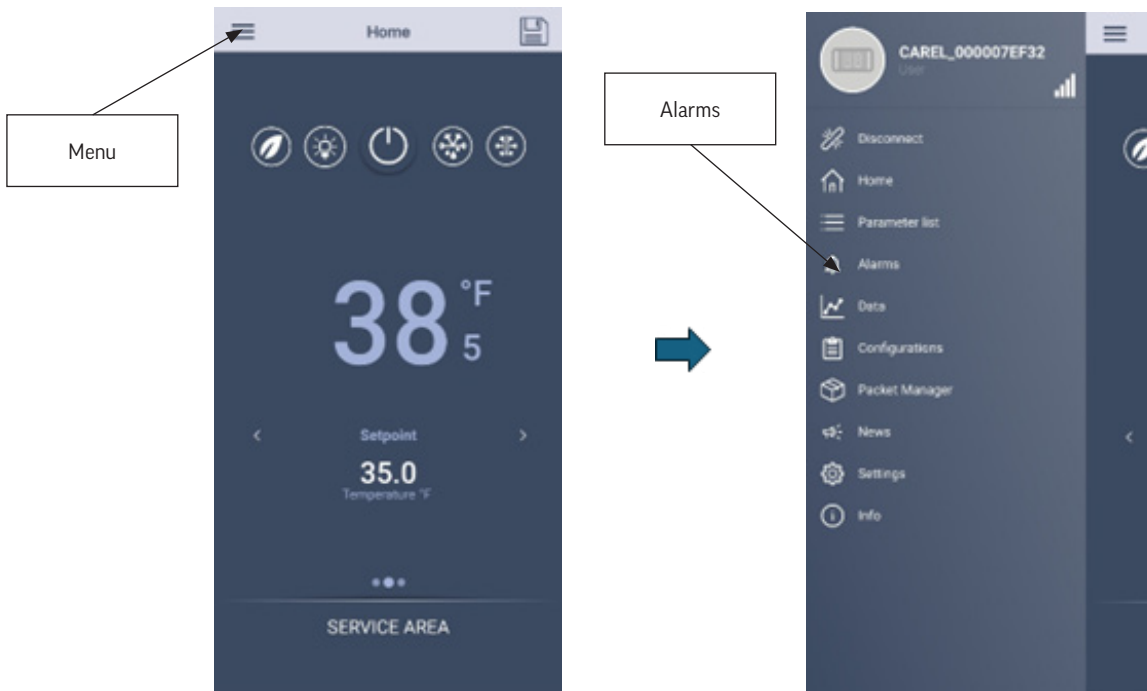 Home
Menu
38 °F
5
Setpoint
35.0
Temperature °F
SERVICE AREA
Alarms
CAREL_000007EF32
User
Disconnect
Home
Parameter list
Alarms
Data
Configurations
Packet Manager
News
Settings
Info